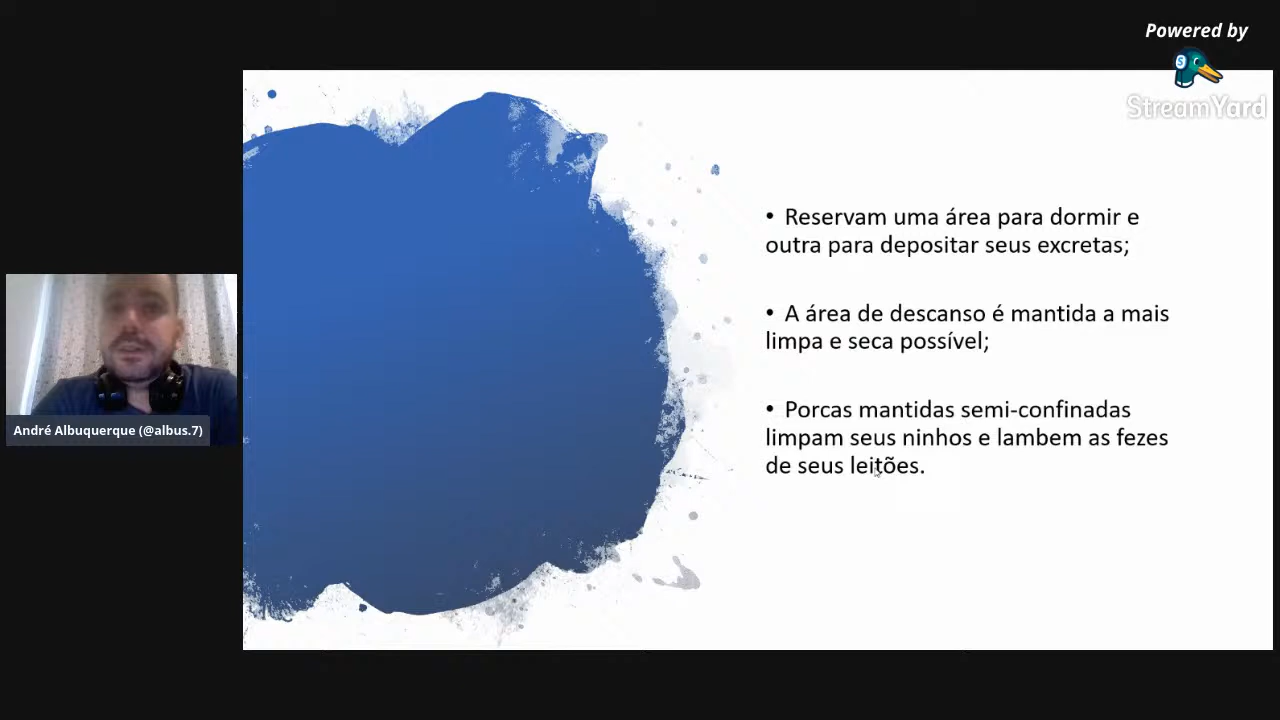 Powered by
StreamYard
• Reservam uma área para dormir e
outra para depositar seus excretas;
• A área de descanso é mantida a mais
limpa e seca possível;
• Porcas mantidas semi-confinadas
limpam seus ninhos e lambem as fezes
de seus leitões.
André Albuquerque (@albus.7)